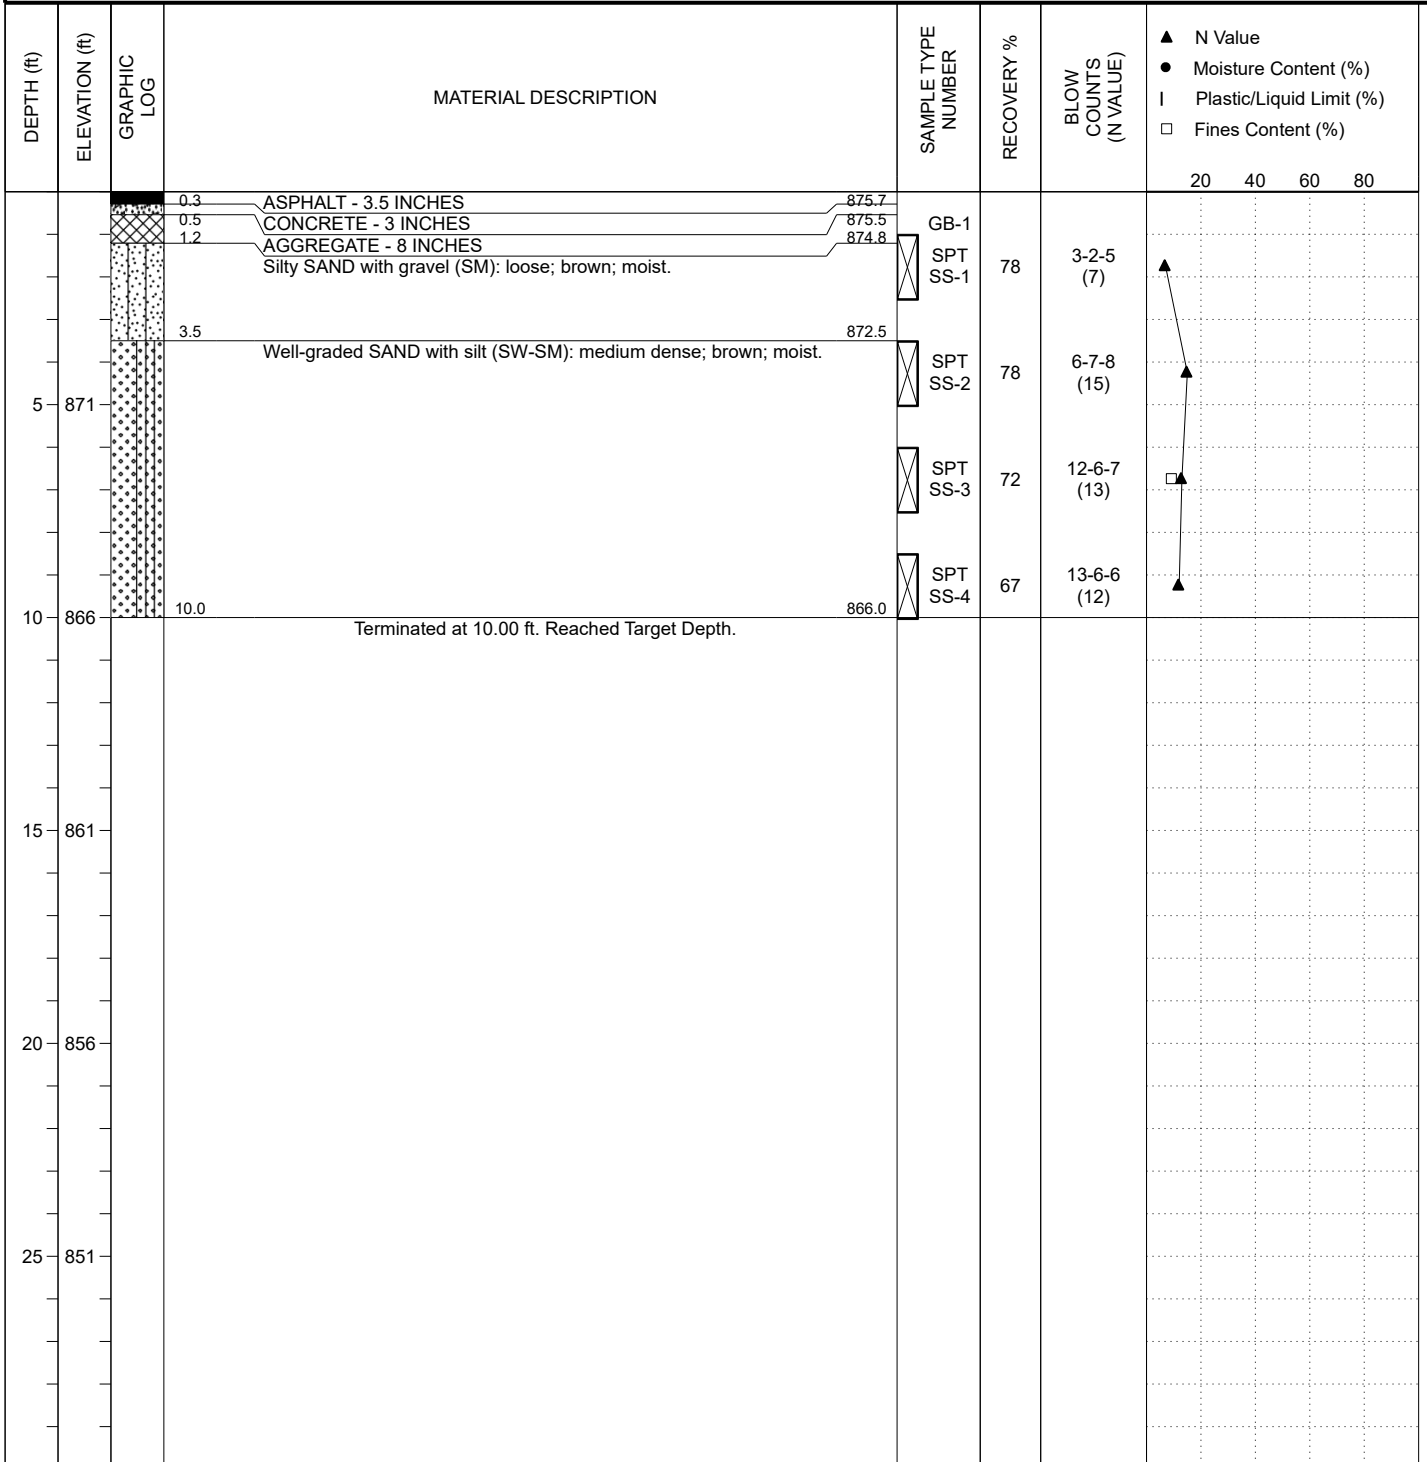 DEPTH (ft)
ELEVATION (ft)
GRAPHIC
LOG
MATERIAL DESCRIPTION
SAMPLE TYPE
NUMBER
RECOVERY %
BLOW
COUNTS
(N VALUE)
▲ N Value
● Moisture Content (%)
| Plastic/Liquid Limit (%)
□ Fines Content (%)
20 40 60 80
0.3 ASPHALT - 3.5 INCHES 875.7
0.5 CONCRETE - 3 INCHES 875.5
GB-1
1.2 AGGREGATE - 8 INCHES 874.8
Silty SAND with gravel (SM): loose; brown; moist.
SPT
SS-1
78
3-2-5
(7)
3.5 872.5
Well-graded SAND with silt (SW-SM): medium dense; brown; moist.
SPT
SS-2
78
6-7-8
(15)
5 871
SPT
SS-3
72
12-6-7
(13)
SPT
SS-4
67
13-6-6
(12)
10.0 866.0
10 866
Terminated at 10.00 ft. Reached Target Depth.
15 861
20 856
25 851